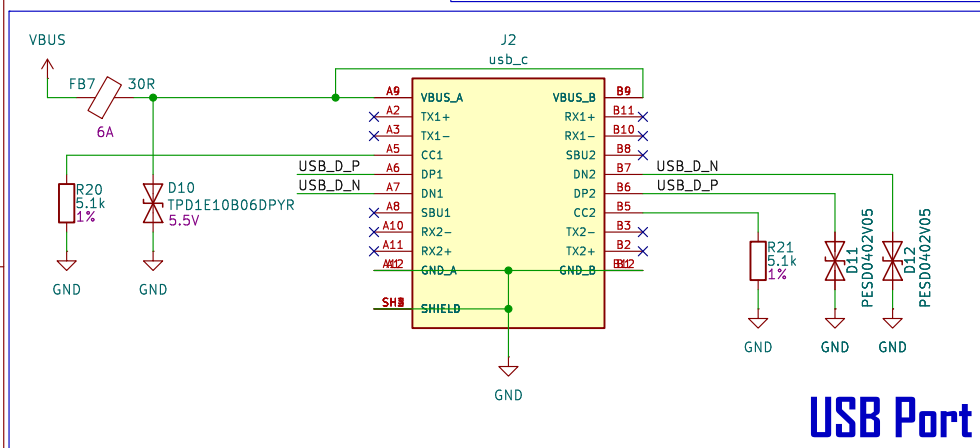 VBUS
FB7 30R
6A
J2
usb_c
A9 VBUS_A VBUS_B B9
A2 TX1+ RX1+ B11
A3 TX1- RX1- B10
A5 CC1 SBU2 B8
USB_D_P A6 DP1 DN2 B7 USB_D_N
USB_D_N A7 DN1 DP2 B6 USB_D_P
A8 SBU1 CC2 B5
A10 RX2- TX2- B3
A11 RX2+ TX2+ B2
GND_A GND_B
SHIELD
GND
R20
5.1k
1%
GND
D10
TPD1E10B06DPYR
5.5V
GND
R21
5.1k
1%
GND
D11
PESD0402V05
GND
D12
PESD0402V05
GND
USB Port